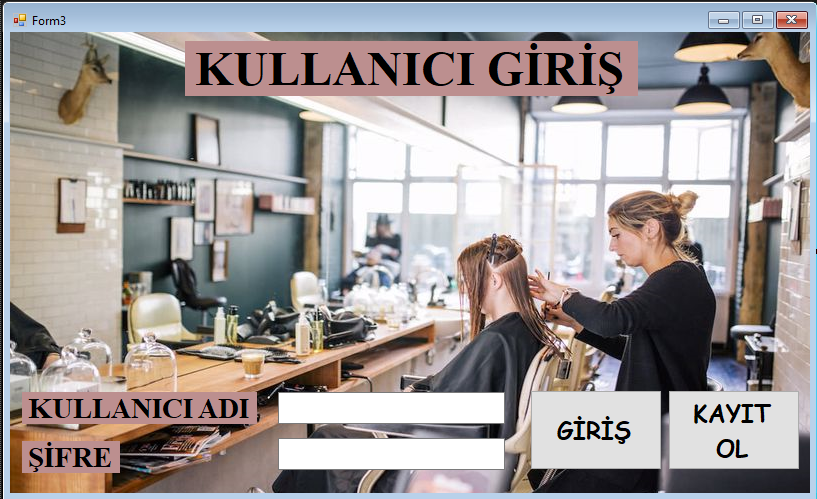 Form3
KULLANICI GİRİŞ
KULLANICI ADI
ŞİFRE
GİRİŞ
KAYIT
OL